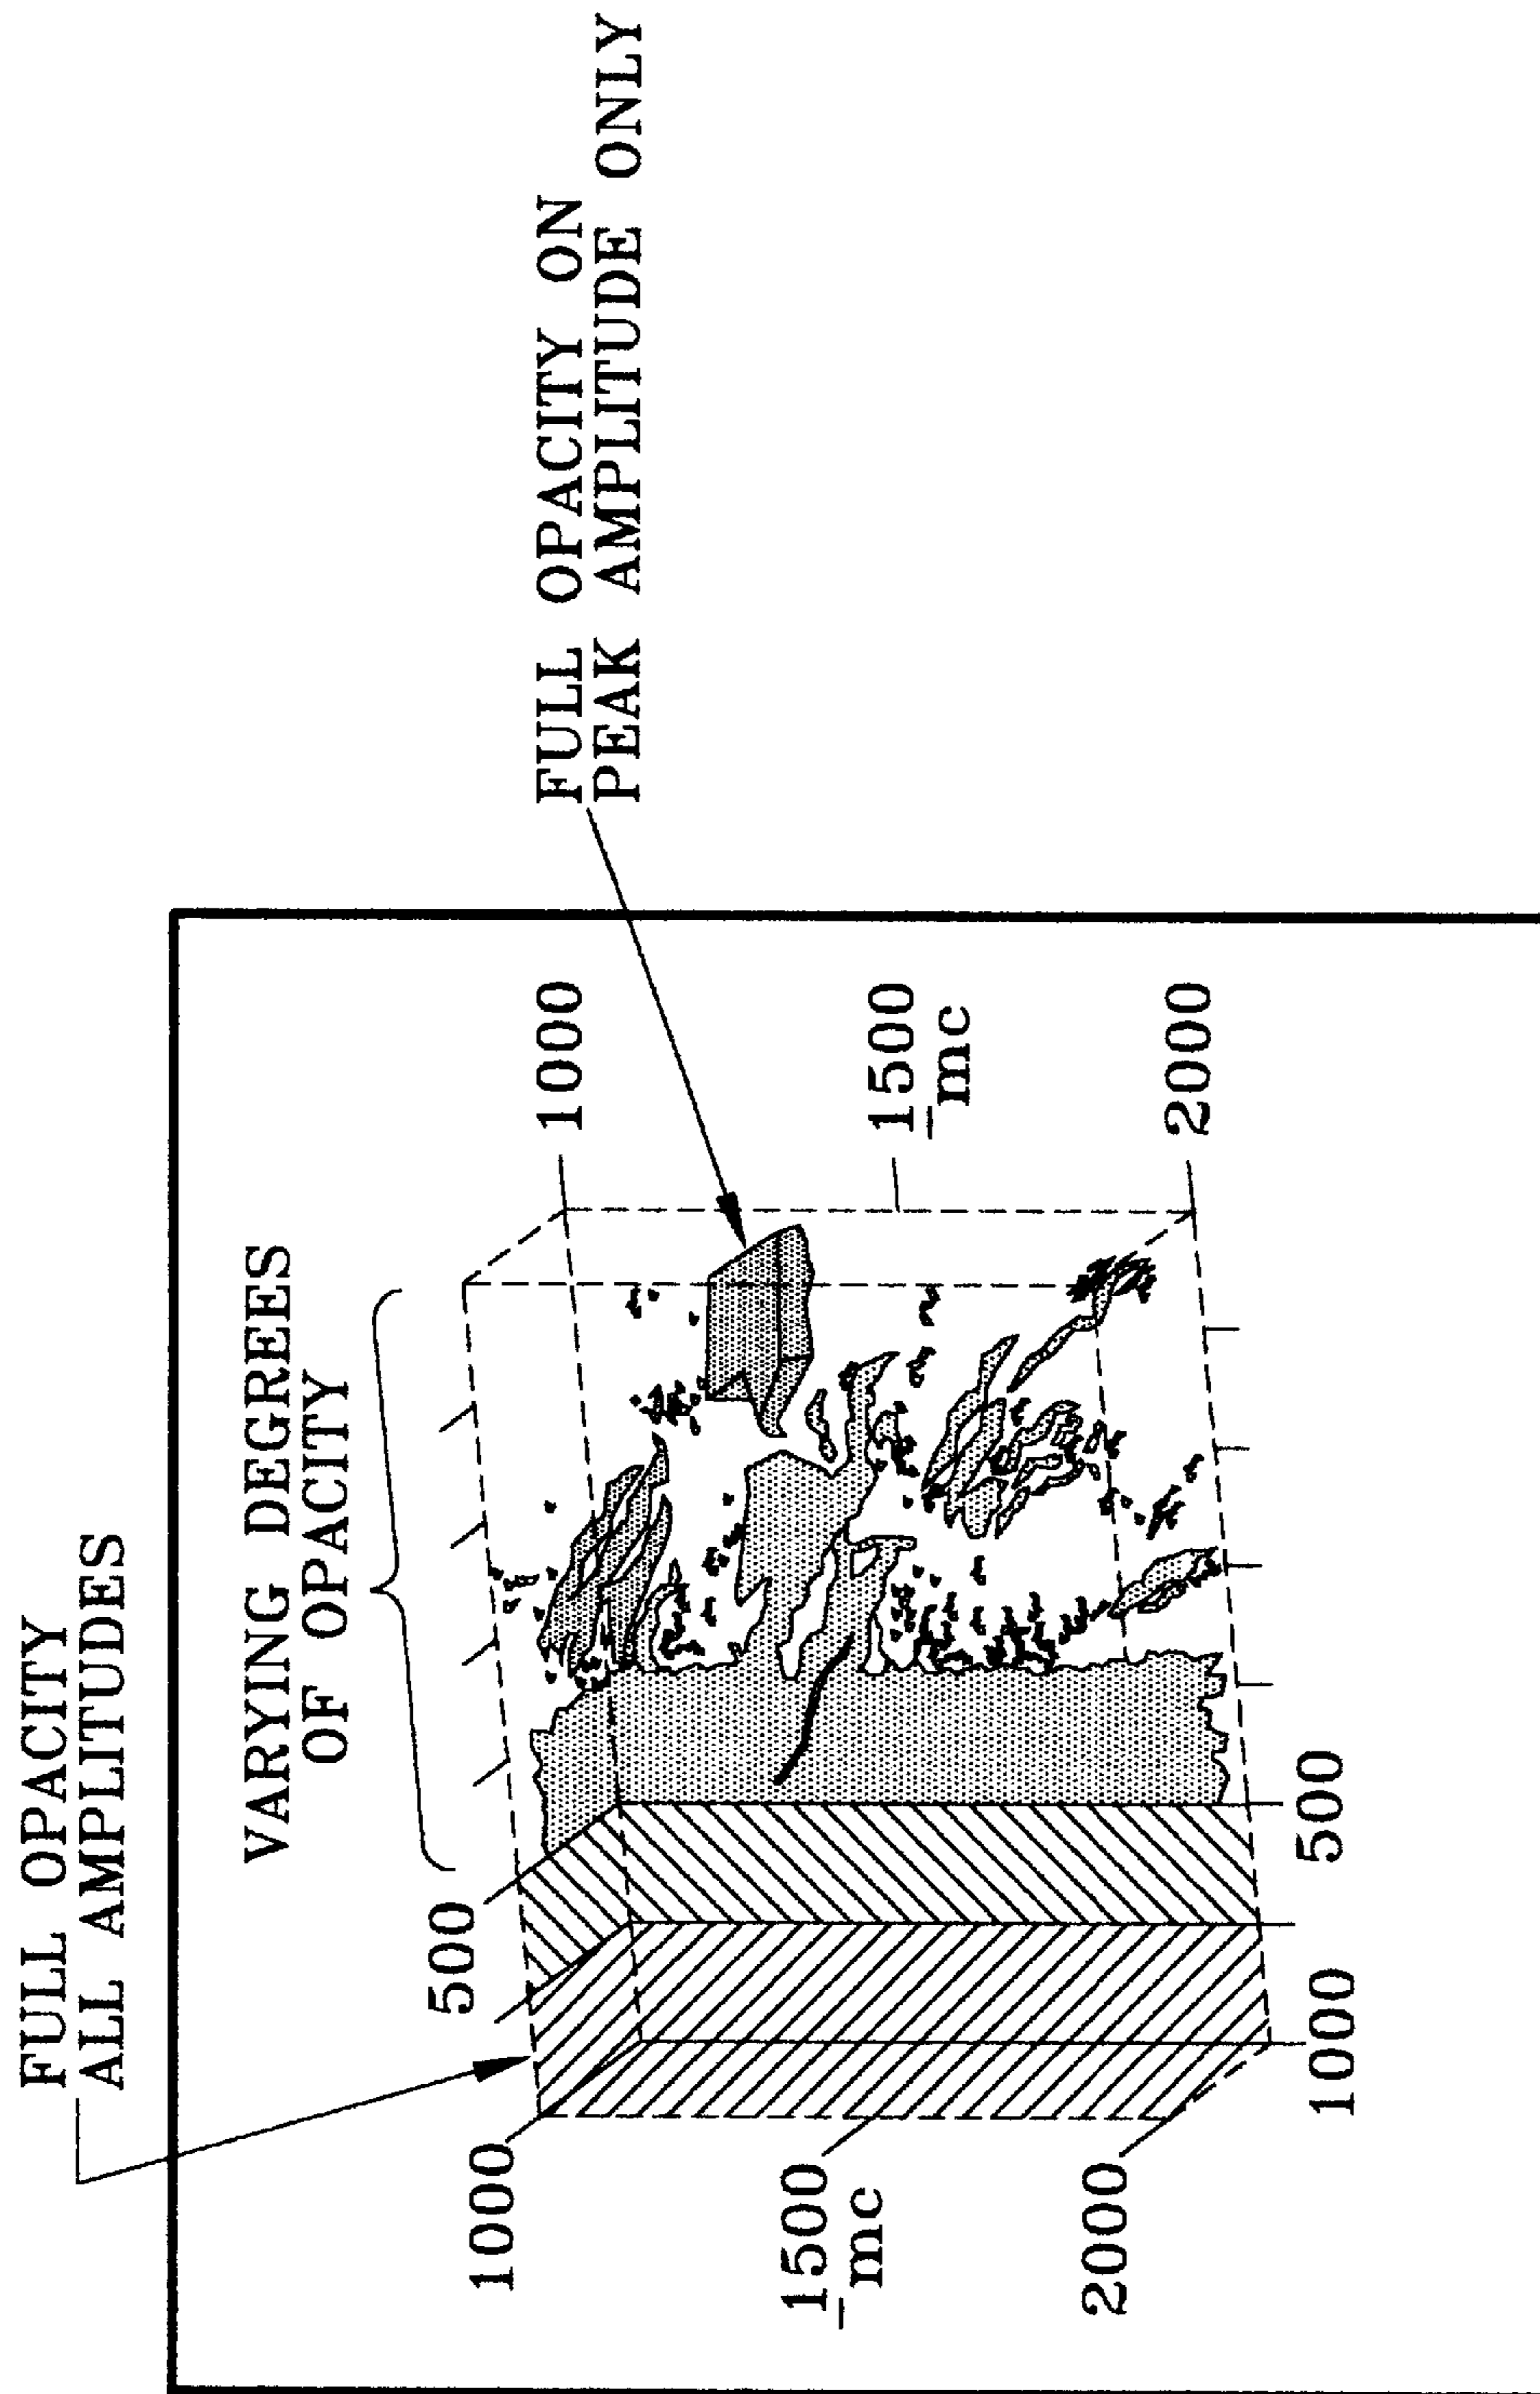 FULL OPACITY
ALL AMPLITUDES
VARYING DEGREES
OF OPACITY
FULL OPACITY ON
PEAK AMPLITUDE ONLY
500
1000
1000
1500
mc
1500
mc
2000
2000
500
1000